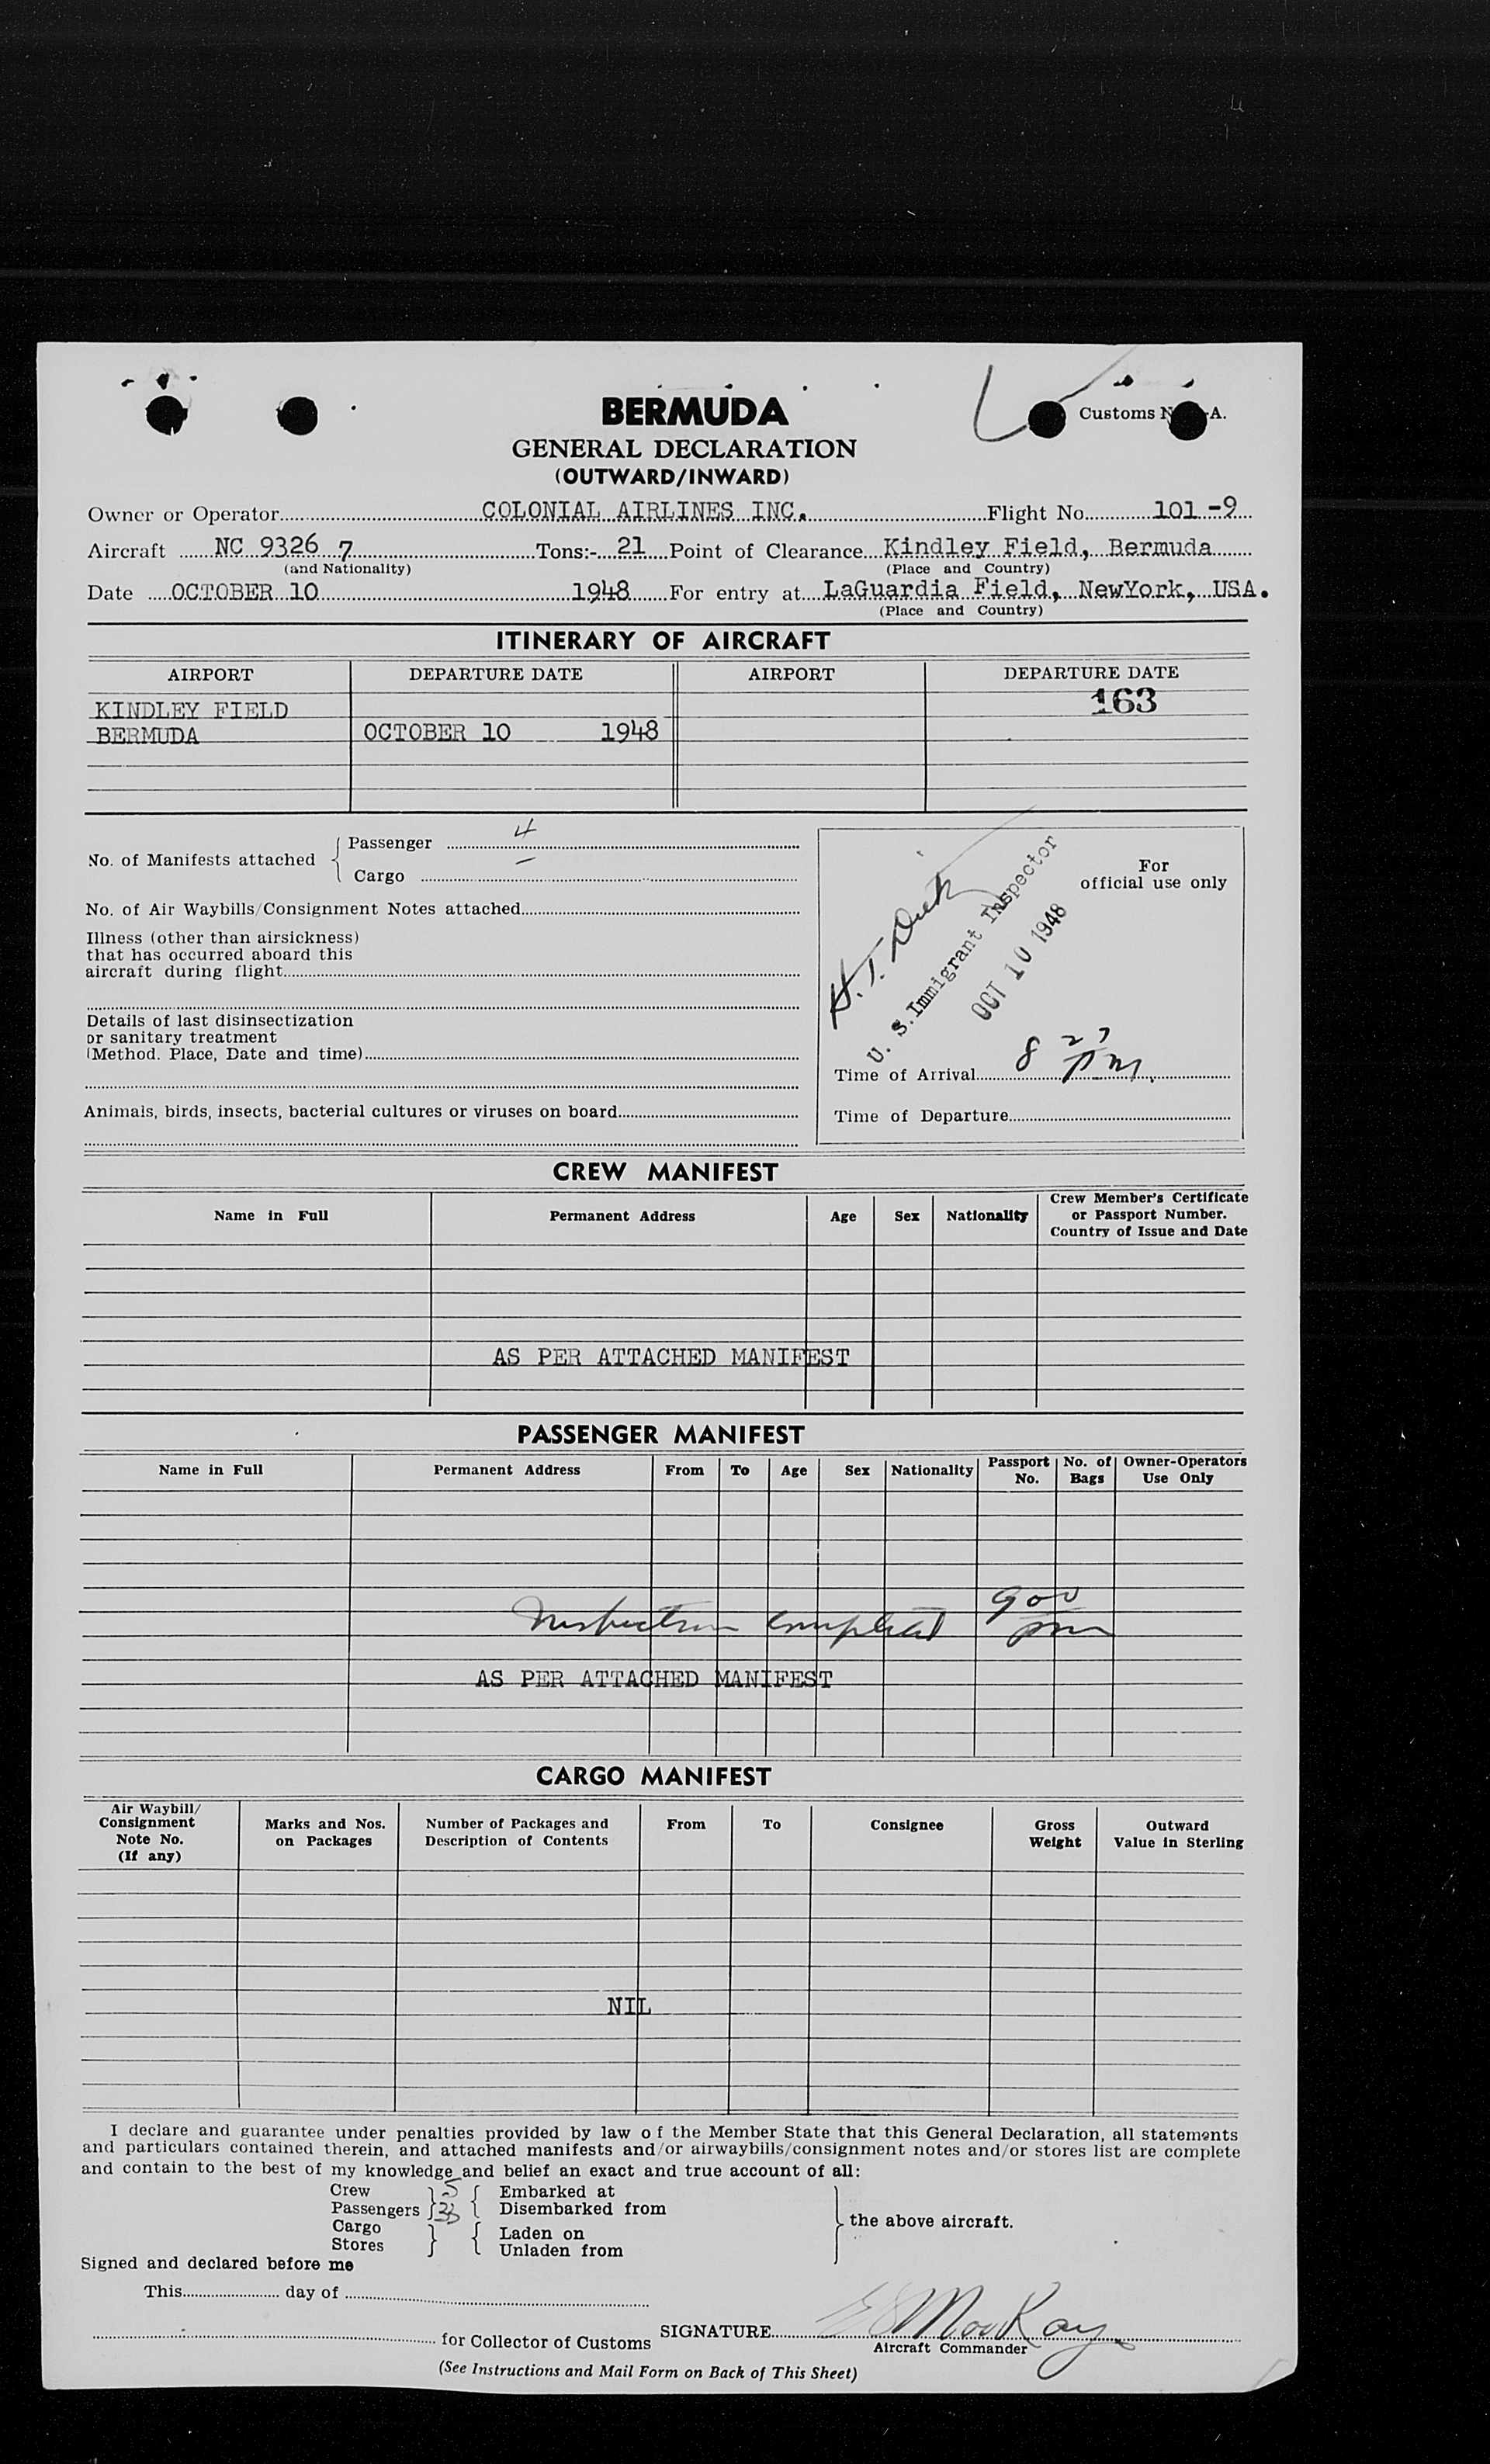 BERMUDA
Customs N A.
GENERAL DECLARATION
(OUTWARD/INWARD)
Owner or Operator COLONIAL AIRLINES INC. Flight No. 101 -9
Aircraft NC 9326 7 Tons:- 21 Point of Clearance Kindley Field, Bermuda
(and Nationality) (Place and Country)
Date OCTOBER 10 1948 For entry at LaGuardia Field, NewYork, USA.
(Place and Country)
ITINERARY OF AIRCRAFT
AIRPORT DEPARTURE DATE AIRPORT DEPARTURE DATE
163
KINDLEY FIELD
BERMUDA OCTOBER 10 1948
No. of Manifests attached
Passenger 4
Cargo –
No. of Air Waybills/Consignment Notes attached
Illness (other than airsickness)
that has occurred aboard this
aircraft during flight
Details of last disinsectization
or sanitary treatment
(Method. Place, Date and time)
Animals, birds, insects, bacterial cultures or viruses on board
For
official use only
H. T. Dick
U. S. Immigrant Inspector
OCT 10 1948
Time of Arrival 8 27 PM.
Time of Departure
CREW MANIFEST
Name in Full Permanent Address Age Sex Nationality Crew Member's Certificate
or Passport Number.
Country of Issue and Date
AS PER ATTACHED MANIFEST
PASSENGER MANIFEST
Name in Full Permanent Address From To Age Sex Nationality Passport No. No. of Bags Owner-Operators Use Only
Inspection completed 900 pm
AS PER ATTACHED MANIFEST
CARGO MANIFEST
Air Waybill/
Consignment
Note No.
(If any)
Marks and Nos.
on Packages
Number of Packages and
Description of Contents
From To Consignee
Gross
Weight
Outward
Value in Sterling
NIL
I declare and guarantee under penalties provided by law of the Member State that this General Declaration, all statements
and particulars contained therein, and attached manifests and/or airwaybills/consignment notes and/or stores list are complete
and contain to the best of my knowledge and belief an exact and true account of all:
Crew 5 Embarked at
Passengers Disembarked from
Cargo Laden on
Stores Unladen from
the above aircraft.
Signed and declared before me
This day of
for Collector of Customs
SIGNATURE MacKay
Aircraft Commander
(See Instructions and Mail Form on Back of This Sheet)